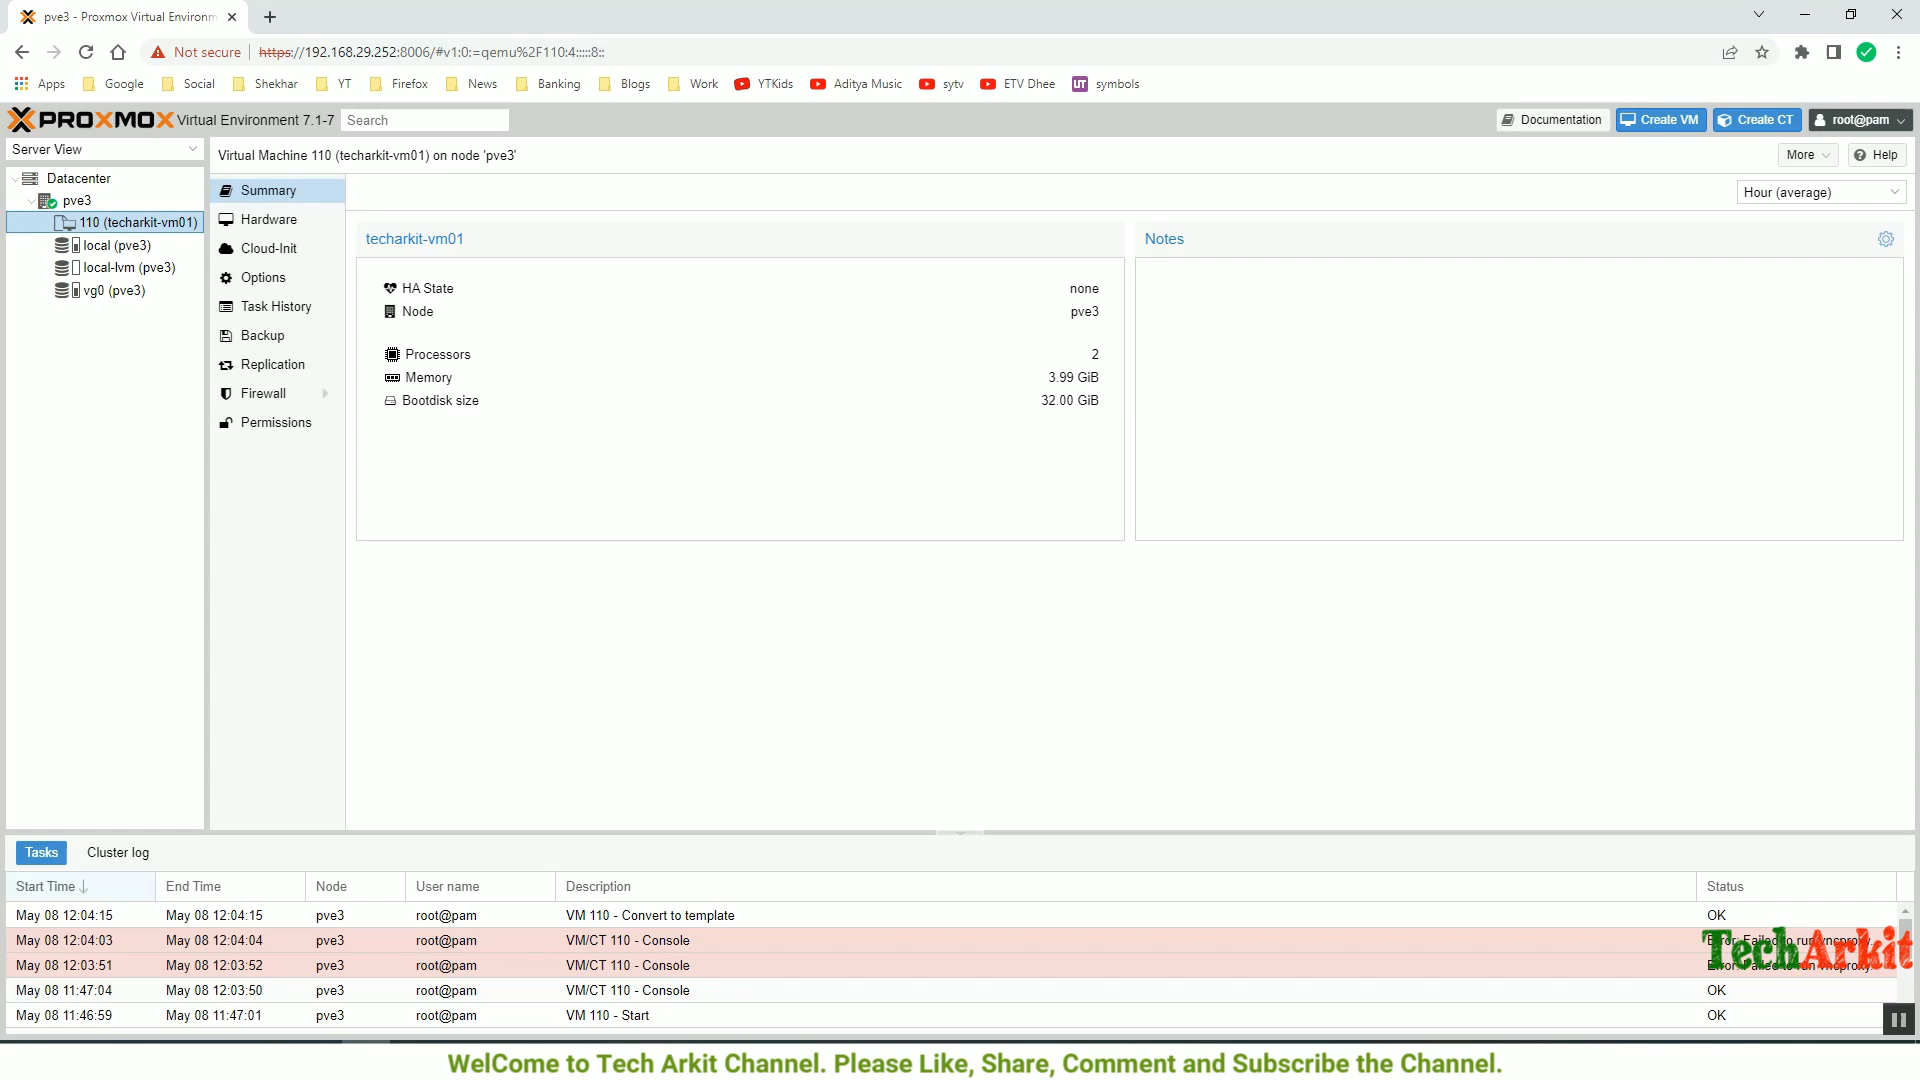 pve3 - Proxmox Virtual Environm
Not secure
https://192.168.29.252:8006/#v1:0:=qemu%2F110:4:::::8::
Apps Google Social Shekhar YT Firefox News Banking Blogs Work YTKids Aditya Music sytv ETV Dhee UT symbols
PROXMOX Virtual Environment 7.1-7 Search Documentation Create VM Create CT root@pam
Server View
Datacenter
pve3
110 (techarkit-vm01)
local (pve3)
local-lvm (pve3)
vg0 (pve3)
Virtual Machine 110 (techarkit-vm01) on node 'pve3'
More Help
Summary
Hardware
Cloud-Init
Options
Task History
Backup
Replication
Firewall
Permissions
Hour (average)
techarkit-vm01
HA State none
Node pve3
Processors 2
Memory 3.99 GiB
Bootdisk size 32.00 GiB
Notes
Tasks Cluster log
Start Time End Time Node User name Description Status
May 08 12:04:15 May 08 12:04:15 pve3 root@pam VM 110 - Convert to template OK
May 08 12:04:03 May 08 12:04:04 pve3 root@pam VM/CT 110 - Console Error: Failed to run vncproxy.
May 08 12:03:51 May 08 12:03:52 pve3 root@pam VM/CT 110 - Console Error: Failed to run vncproxy.
May 08 11:47:04 May 08 12:03:50 pve3 root@pam VM/CT 110 - Console OK
May 08 11:46:59 May 08 11:47:01 pve3 root@pam VM 110 - Start OK
TechArkit
WelCome to Tech Arkit Channel. Please Like, Share, Comment and Subscribe the Channel.